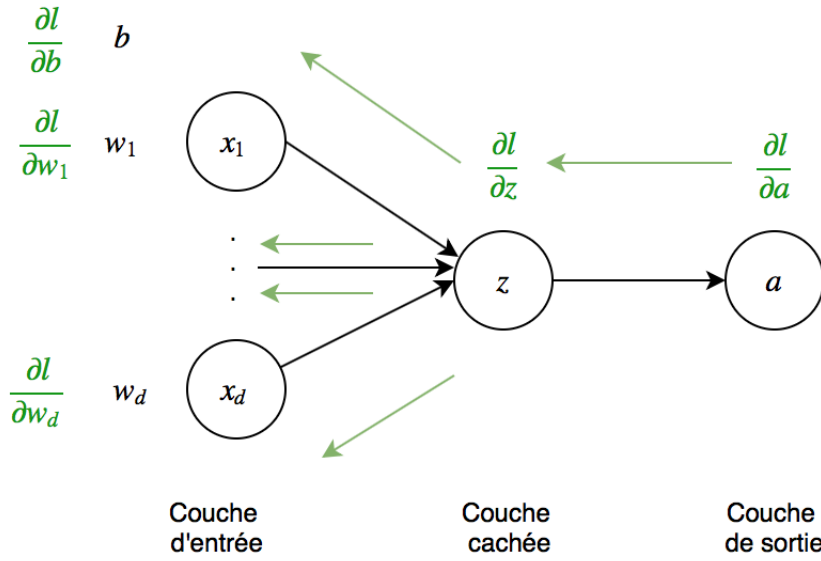 ∂l/∂b b
∂l/∂w₁ w₁ x₁ ∂l/∂z ∂l/∂a
.
.
.
z a
∂l/∂w_d w_d x_d
Couche d'entrée
Couche cachée
Couche de sortie